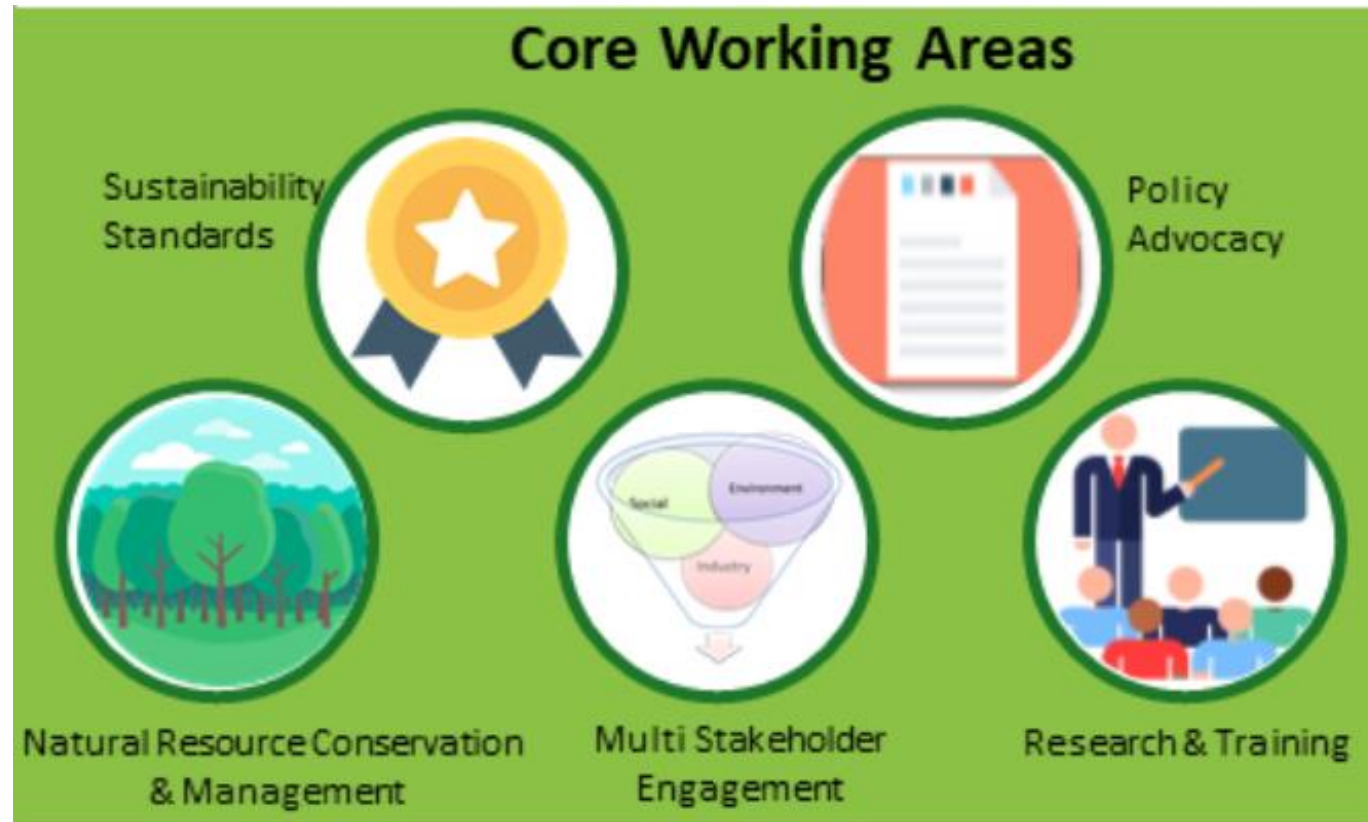 Core Working Areas
Sustainability
Standards
Policy
Advocacy
Social
Environment
Industry
Natural Resource Conservation
& Management
Multi Stakeholder
Engagement
Research & Training